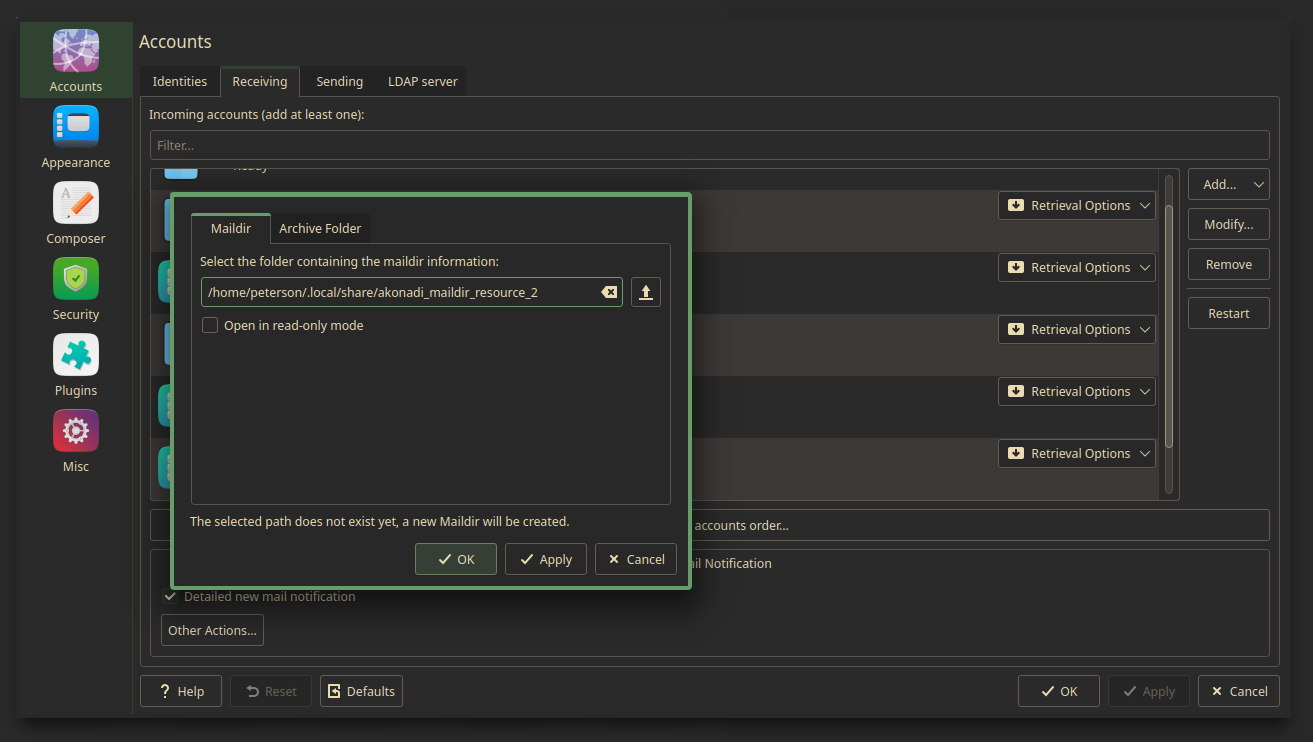 Accounts
Appearance
Composer
Security
Plugins
Misc
Accounts
Identities Receiving Sending LDAP server
Incoming accounts (add at least one):
Filter...
Ready
Add...
Modify...
Remove
Restart
Retrieval Options
Retrieval Options
Retrieval Options
Retrieval Options
Retrieval Options
Maildir Archive Folder
Select the folder containing the maildir information:
/home/peterson/.local/share/akonadi_maildir_resource_2
Open in read-only mode
The selected path does not exist yet, a new Maildir will be created.
OK Apply Cancel
accounts order...
il Notification
Detailed new mail notification
Other Actions...
? Help Reset Defaults OK Apply Cancel